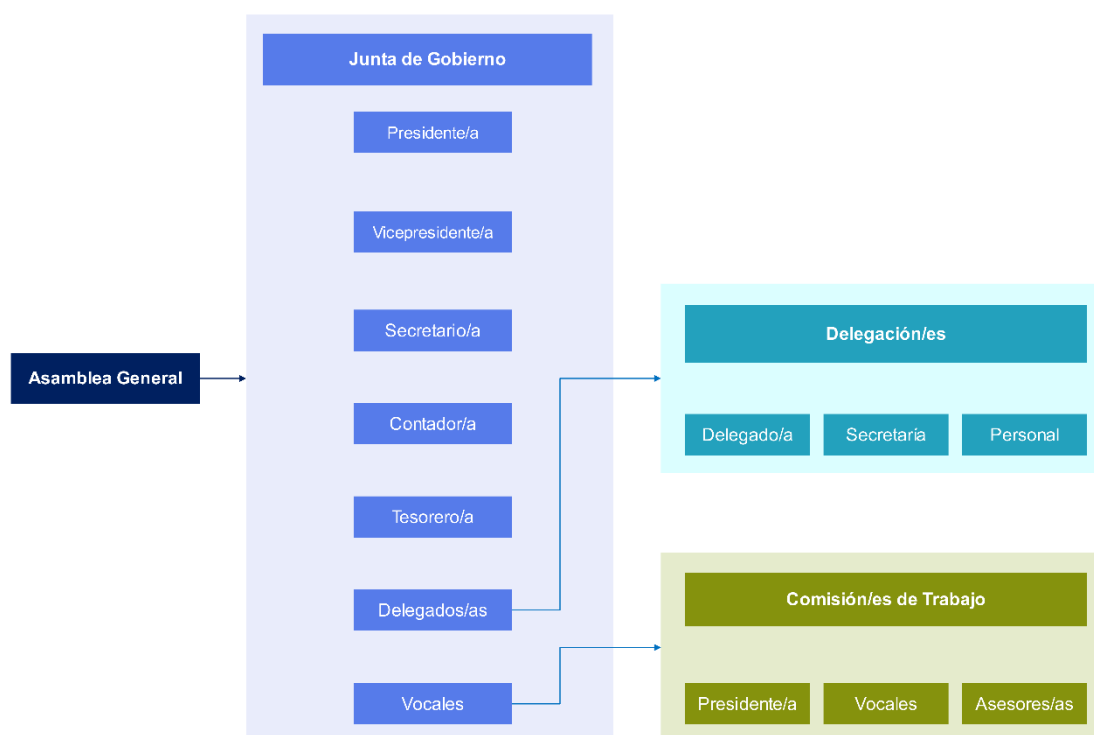 Junta de Gobierno
Presidente/a
Vicepresidente/a
Secretario/a
Asamblea General
Contador/a
Tesorero/a
Delegados/as
Vocales
Delegación/es
Delegado/a
Secretaría
Personal
Comisión/es de Trabajo
Presidente/a
Vocales
Asesores/as